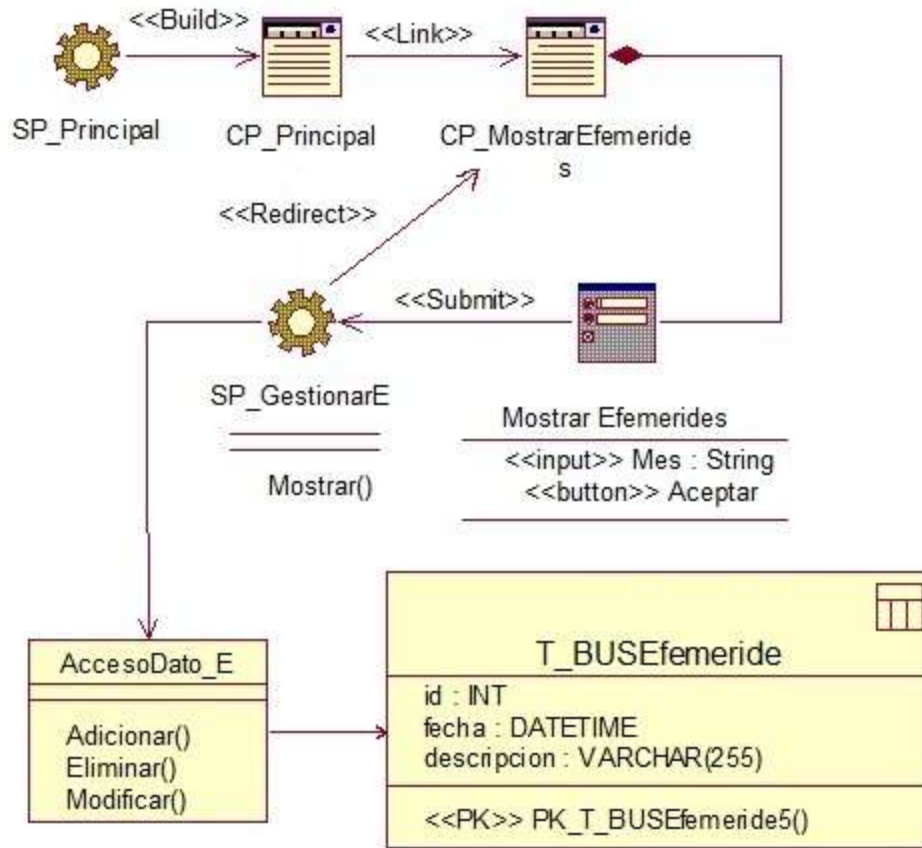 <<Build>>
<<Link>>
SP_Principal
CP_Principal
CP_MostrarEfemeride
s
<<Redirect>>
<<Submit>>
SP_GestionarE
Mostrar()
Mostrar Efemerides
<<input>> Mes : String
<<button>> Aceptar
AccesoDato_E
Adicionar()
Eliminar()
Modificar()
T_BUSEfemeride
id : INT
fecha : DATETIME
descripcion : VARCHAR(255)
<<PK>> PK_T_BUSEfemeride5()